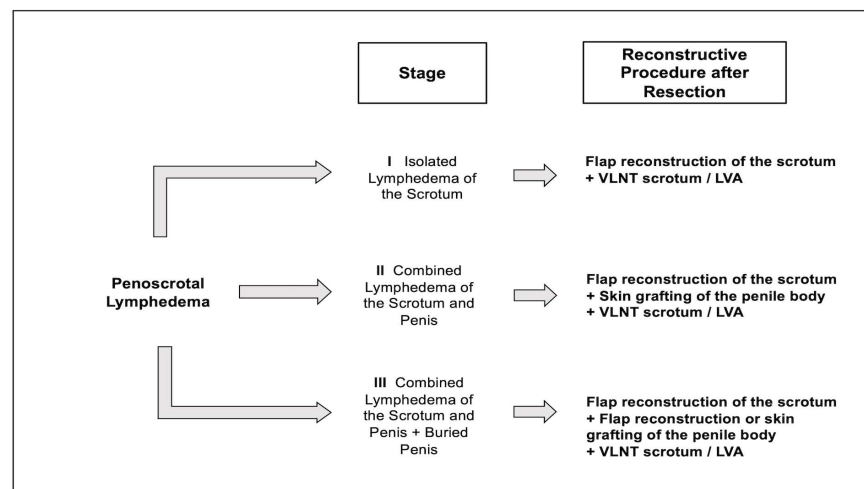 Stage
Reconstructive
Procedure after
Resection
I Isolated
Lymphedema of
the Scrotum
Flap reconstruction of the scrotum
+ VLNT scrotum / LVA
Penoscrotal
Lymphedema
II Combined
Lymphedema of
the Scrotum and
Penis
Flap reconstruction of the scrotum
+ Skin grafting of the penile body
+ VLNT scrotum / LVA
III Combined
Lymphedema of
the Scrotum and
Penis + Buried
Penis
Flap reconstruction of the scrotum
+ Flap reconstruction or skin
grafting of the penile body
+ VLNT scrotum / LVA